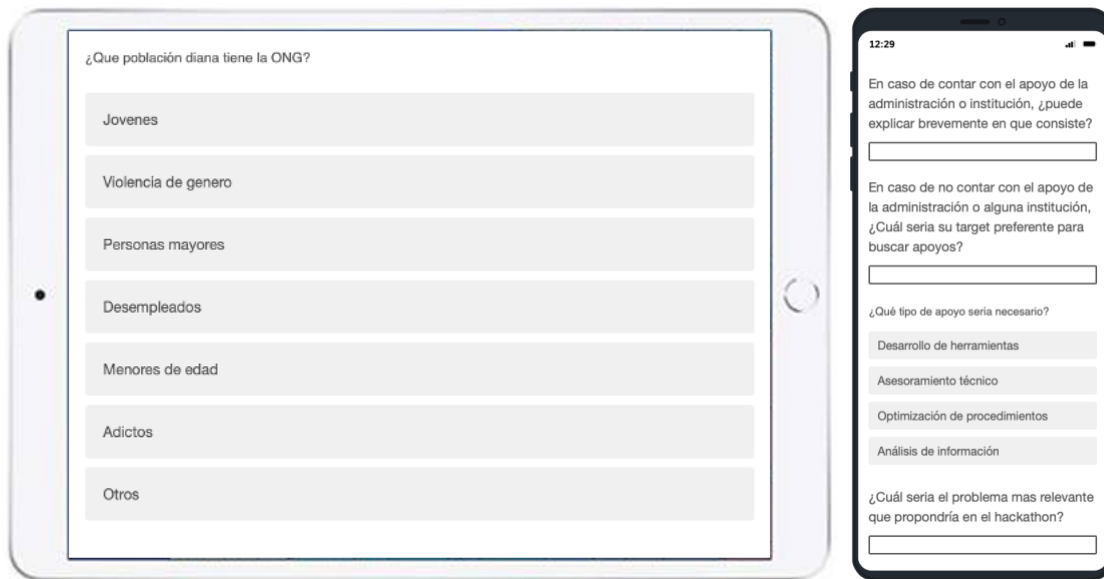 ¿Que población diana tiene la ONG?
Jovenes
Violencia de genero
Personas mayores
Desempleados
Menores de edad
Adictos
Otros
12:29
En caso de contar con el apoyo de la
administración o institución, ¿puede
explicar brevemente en que consiste?
En caso de no contar con el apoyo de
la administración o alguna institución,
¿Cuál seria su target preferente para
buscar apoyos?
¿Qué tipo de apoyo seria necesario?
Desarrollo de herramientas
Asesoramiento técnico
Optimización de procedimientos
Análisis de información
¿Cuál seria el problema mas relevante
que propondría en el hackathon?